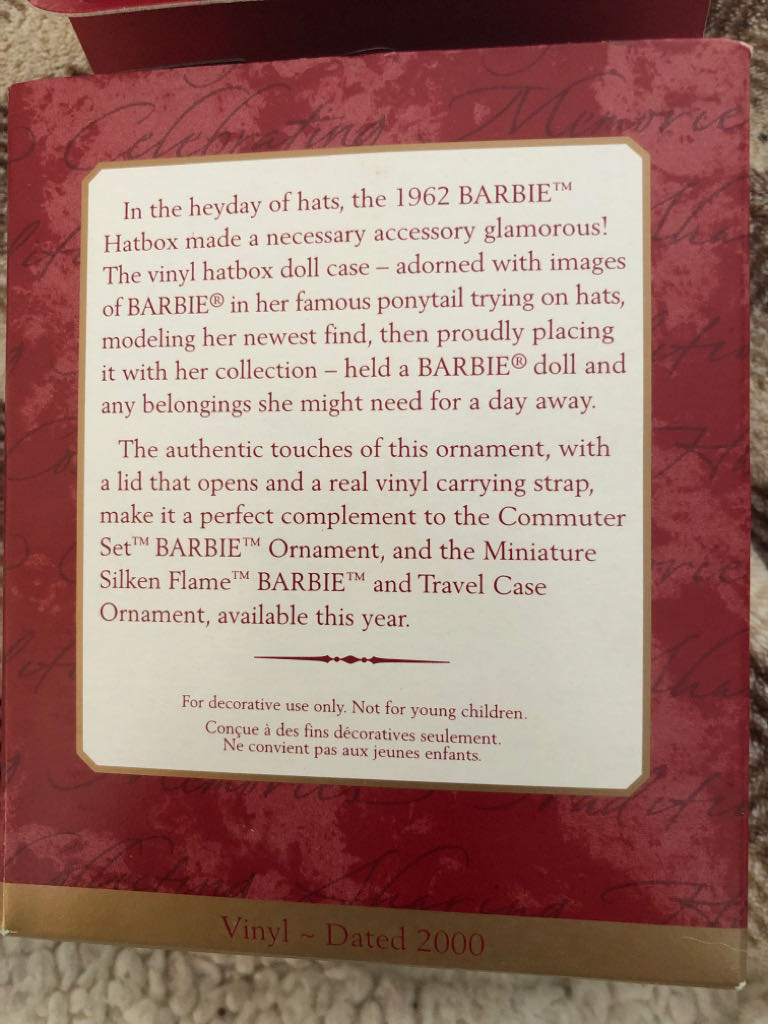 Celebrating Memories
In the heyday of hats, the 1962 BARBIE™
Hatbox made a necessary accessory glamorous!
The vinyl hatbox doll case – adorned with images
of BARBIE® in her famous ponytail trying on hats,
modeling her newest find, then proudly placing
it with her collection – held a BARBIE® doll and
any belongings she might need for a day away.
The authentic touches of this ornament, with
a lid that opens and a real vinyl carrying strap,
make it a perfect complement to the Commuter
Set™ BARBIE™ Ornament, and the Miniature
Silken Flame™ BARBIE™ and Travel Case
Ornament, available this year.
For decorative use only. Not for young children.
Conçue à des fins décoratives seulement.
Ne convient pas aux jeunes enfants.
Memories
Collecting Sharing
Vinyl ~ Dated 2000